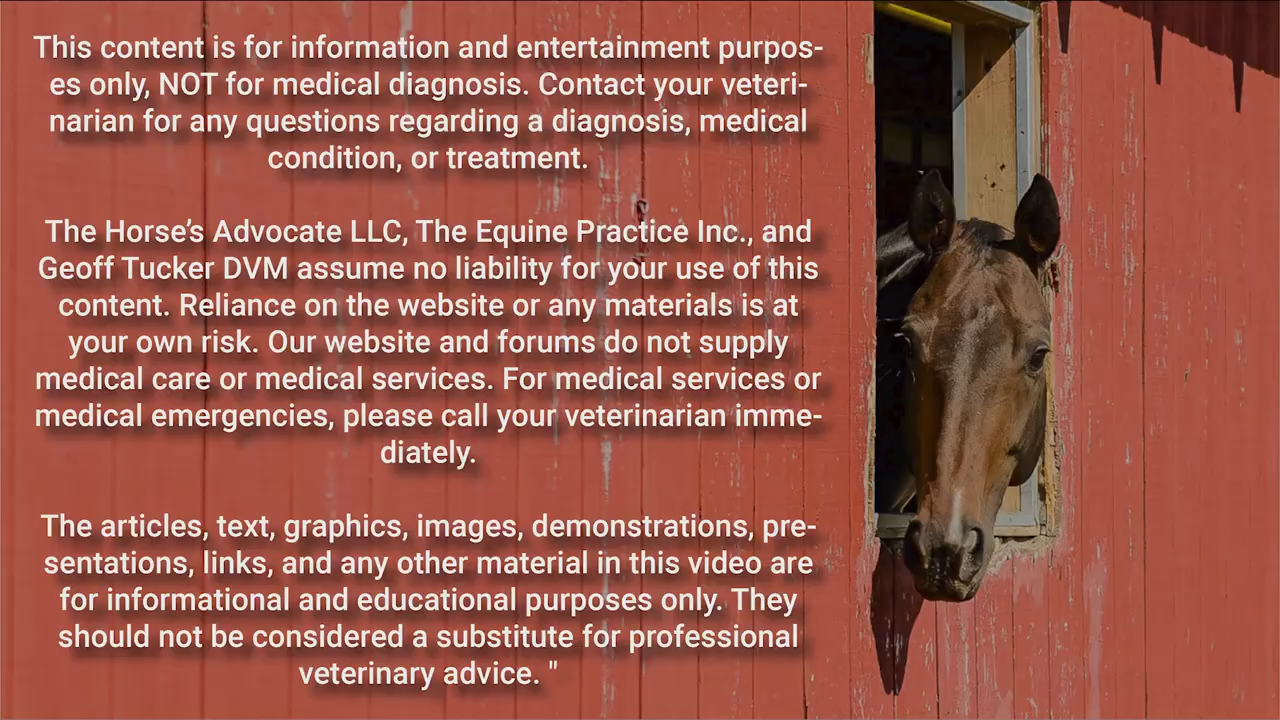 This content is for information and entertainment purpos-
es only, NOT for medical diagnosis. Contact your veteri-
narian for any questions regarding a diagnosis, medical
condition, or treatment.
The Horse's Advocate LLC, The Equine Practice Inc., and
Geoff Tucker DVM assume no liability for your use of this
content. Reliance on the website or any materials is at
your own risk. Our website and forums do not supply
medical care or medical services. For medical services or
medical emergencies, please call your veterinarian imme-
diately.
The articles, text, graphics, images, demonstrations, pre-
sentations, links, and any other material in this video are
for informational and educational purposes only. They
should not be considered a substitute for professional
veterinary advice. "